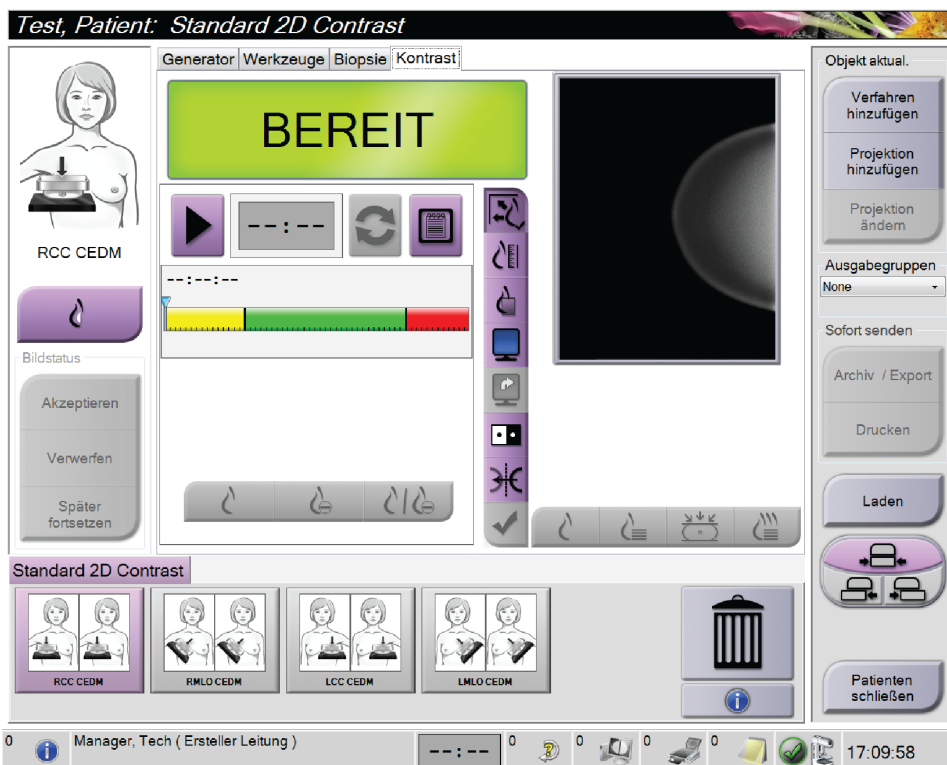 Test, Patient: Standard 2D Contrast
Generator Werkzeuge Biopsie Kontrast
BEREIT
--:--
--:--:--
RCC CEDM
Bildstatus
Akzeptieren
Verwerfen
Später
fortsetzen
Objekt aktual.
Verfahren
hinzufügen
Projektion
hinzufügen
Projektion
ändern
Ausgabegruppen
None
Sofort senden
Archiv / Export
Drucken
Laden
Patienten
schließen
Standard 2D Contrast
RCC CEDM
RMLO CEDM
LCC CEDM
LMLO CEDM
0 Manager, Tech ( Ersteller Leitung ) --:-- 0 0 0 0 17:09:58